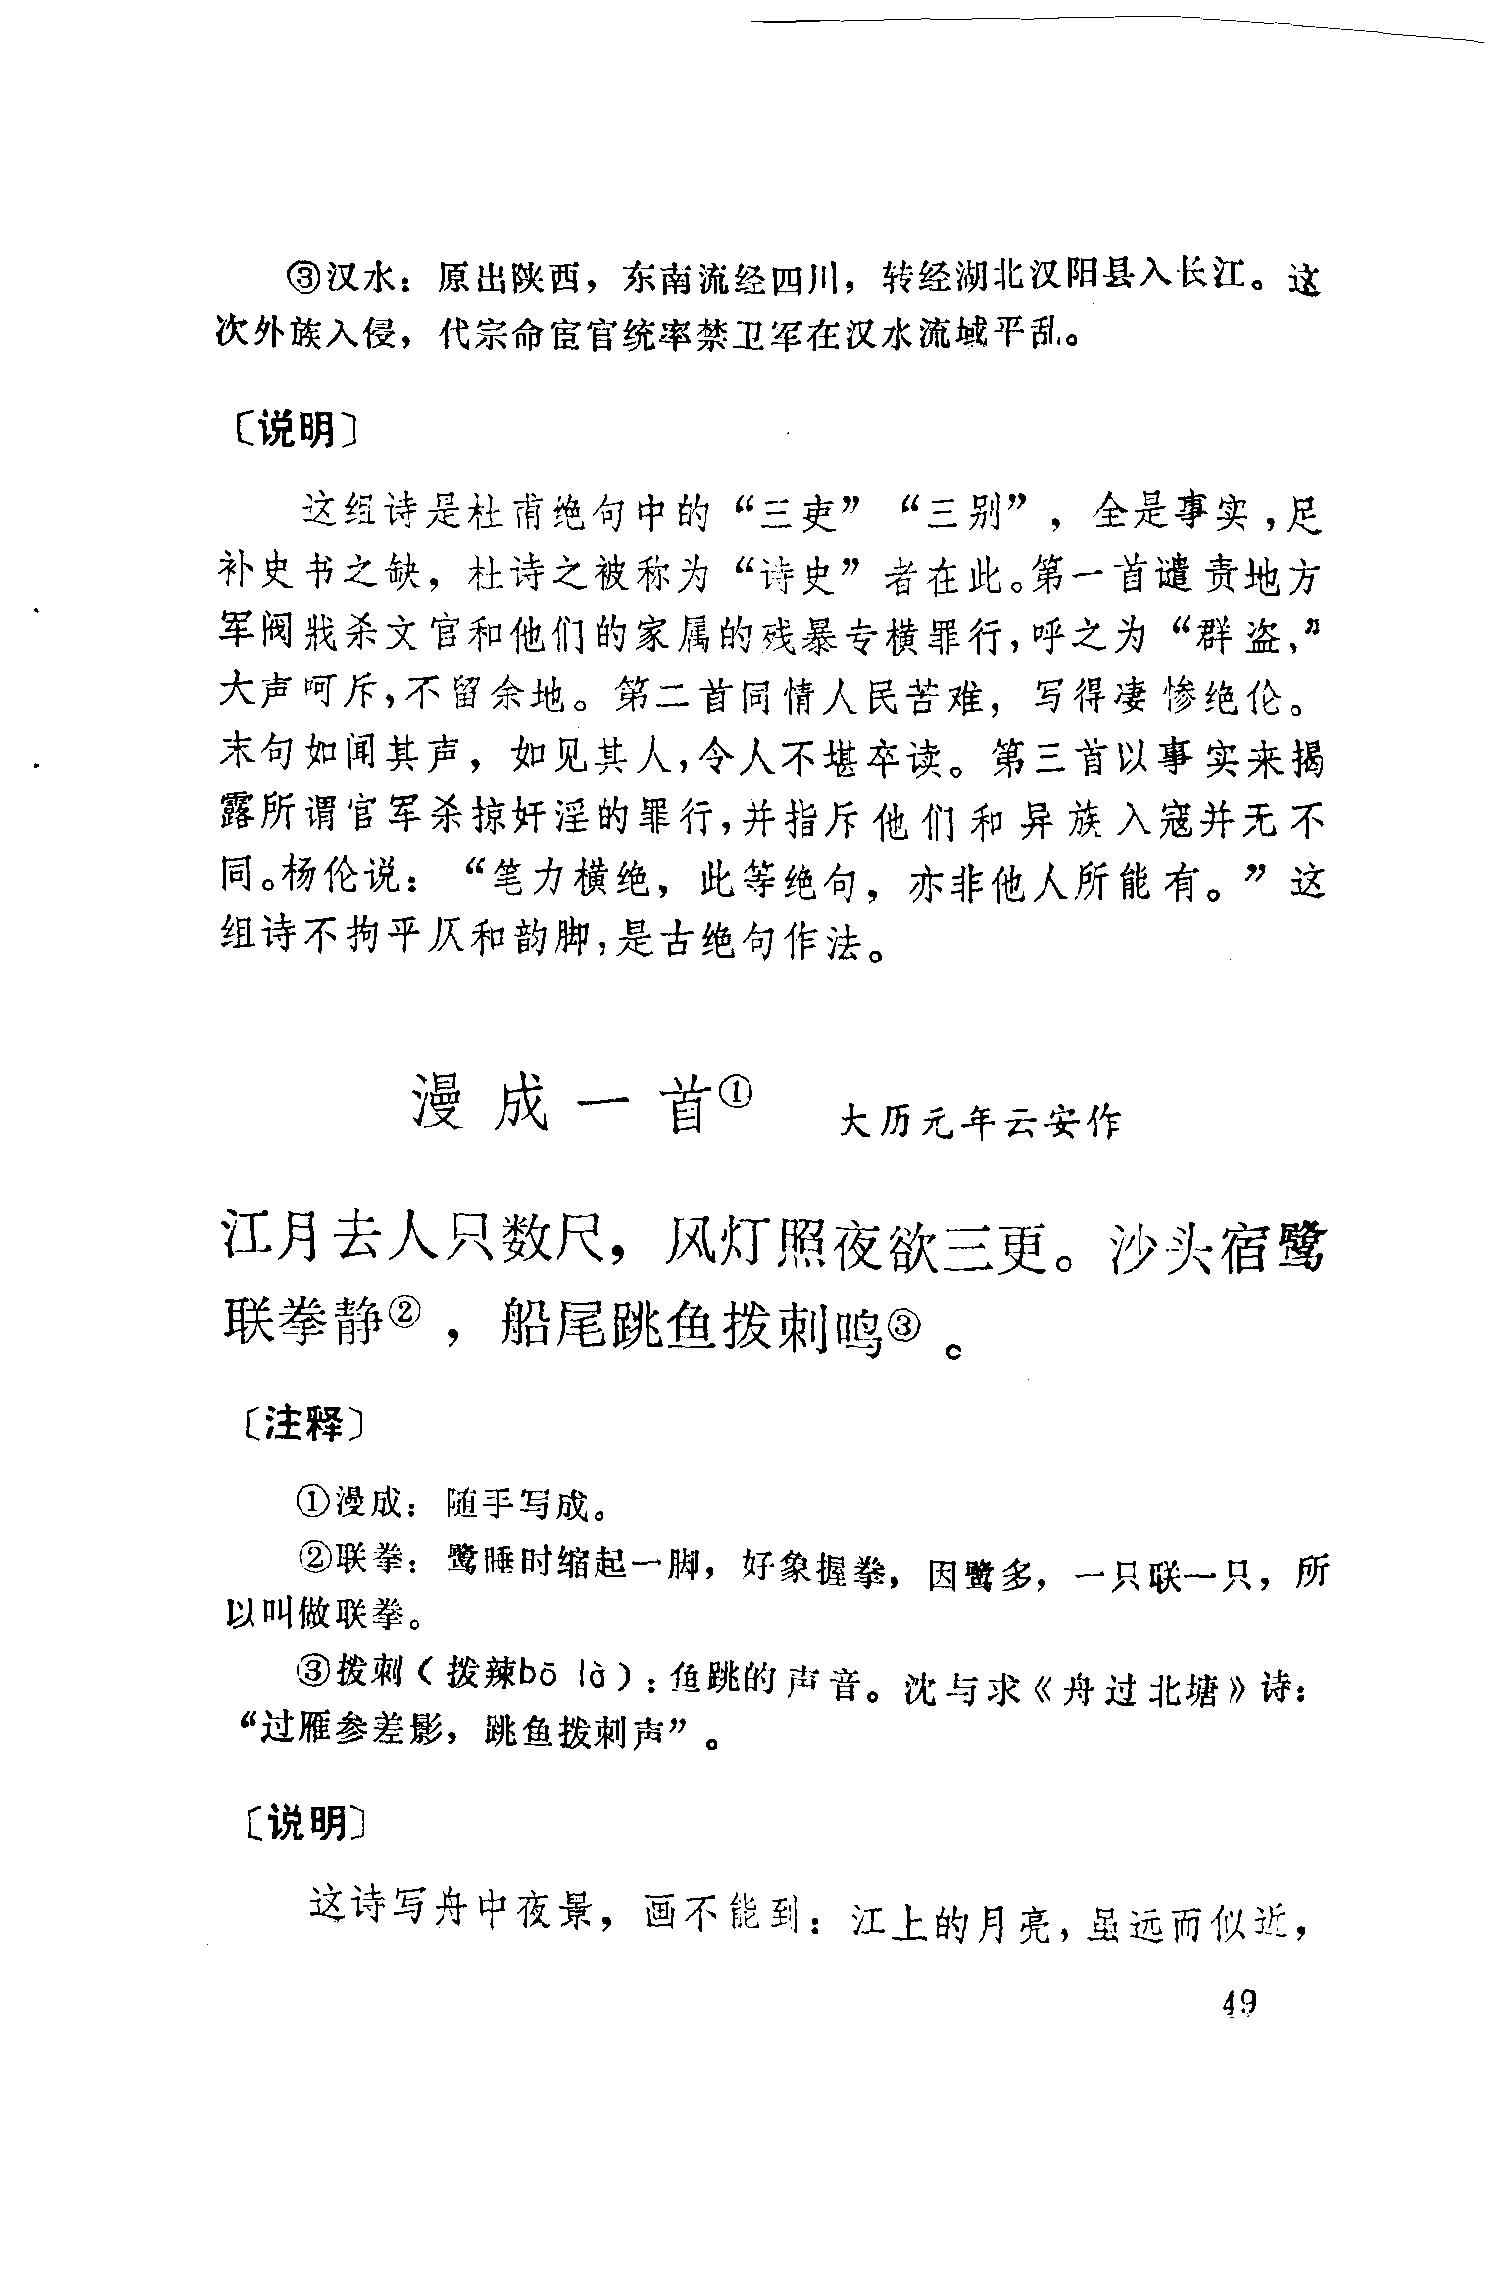 ③汉水：原出陕西，东南流经四川，转经湖北汉阳县入长江。这
次外族入侵，代宗命宦官统率禁卫军在汉水流域平乱。
〔说明〕
这组诗是杜甫绝句中的“三吏”“三别”，全是事实，足
补史书之缺，杜诗之被称为“诗史”者在此。第一首谴责地方
军阀戕杀文官和他们的家属的残暴专横罪行，呼之为“群盗，”
大声呵斥，不留余地。第二首同情人民苦难，写得凄惨绝伦。
末句如闻其声，如见其人，令人不堪卒读。第三首以事实来揭
露所谓官军杀掠奸淫的罪行，并指斥他们和异族入寇并无不
同。杨伦说：“笔力横绝，此等绝句，亦非他人所能有。”这
组诗不拘平仄和韵脚，是古绝句作法。
漫成一首① 大历元年云安作
江月去人只数尺，风灯照夜欲三更。沙头宿鹭
联拳静②，船尾跳鱼拨刺鸣③。
〔注释〕
①漫成：随手写成。
②联拳：鹭睡时缩起一脚，好象握拳，因鹭多，一只联一只，所
以叫做联拳。
③拨刺（拨辣bō là）：鱼跳的声音。沈与求《舟过北塘》诗：
“过雁参差影，跳鱼拨刺声”。
〔说明〕
这诗写舟中夜景，画不能到：江上的月亮，虽远而似近，
49